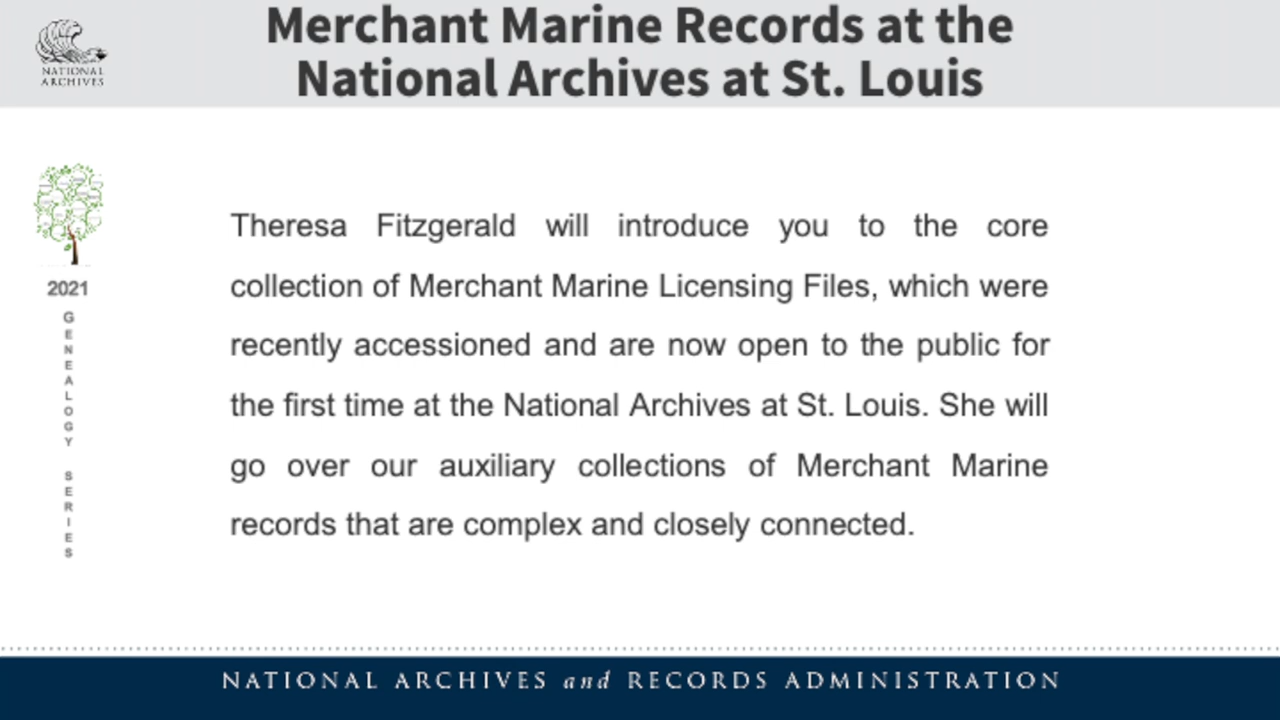 Merchant Marine Records at the
National Archives at St. Louis
NATIONAL
ARCHIVES
2021
GENEALOGY SERIES
Theresa Fitzgerald will introduce you to the core
collection of Merchant Marine Licensing Files, which were
recently accessioned and are now open to the public for
the first time at the National Archives at St. Louis. She will
go over our auxiliary collections of Merchant Marine
records that are complex and closely connected.
NATIONAL ARCHIVES and RECORDS ADMINISTRATION